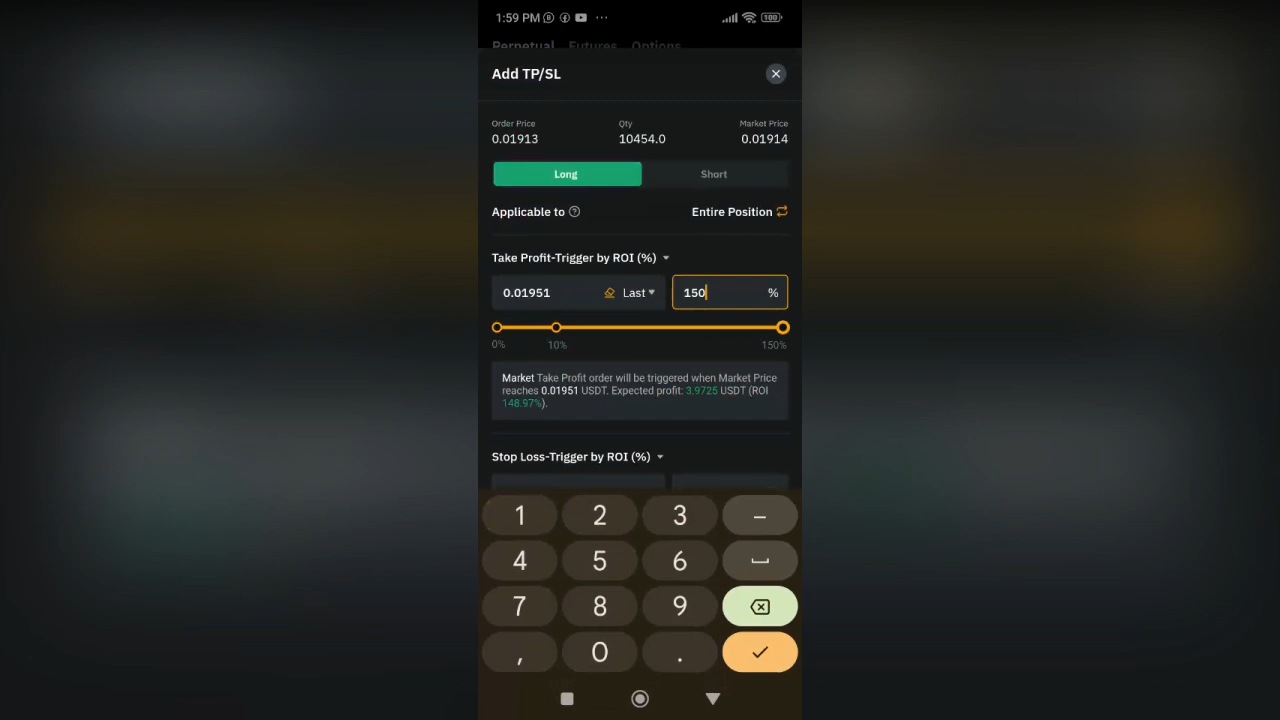 1:59 PM
100
Perpetual Futures Options
Add TP/SL
Order Price Qty Market Price
0.01913 10454.0 0.01914
Long Short
Applicable to ? Entire Position
Take Profit-Trigger by ROI (%)
0.01951 Last 150 %
0% 10% 150%
Market Take Profit order will be triggered when Market Price
reaches 0.01951 USDT. Expected profit: 3.9725 USDT (ROI
148.97%).
Stop Loss-Trigger by ROI (%)
1 2 3 –
4 5 6
7 8 9
, 0 .